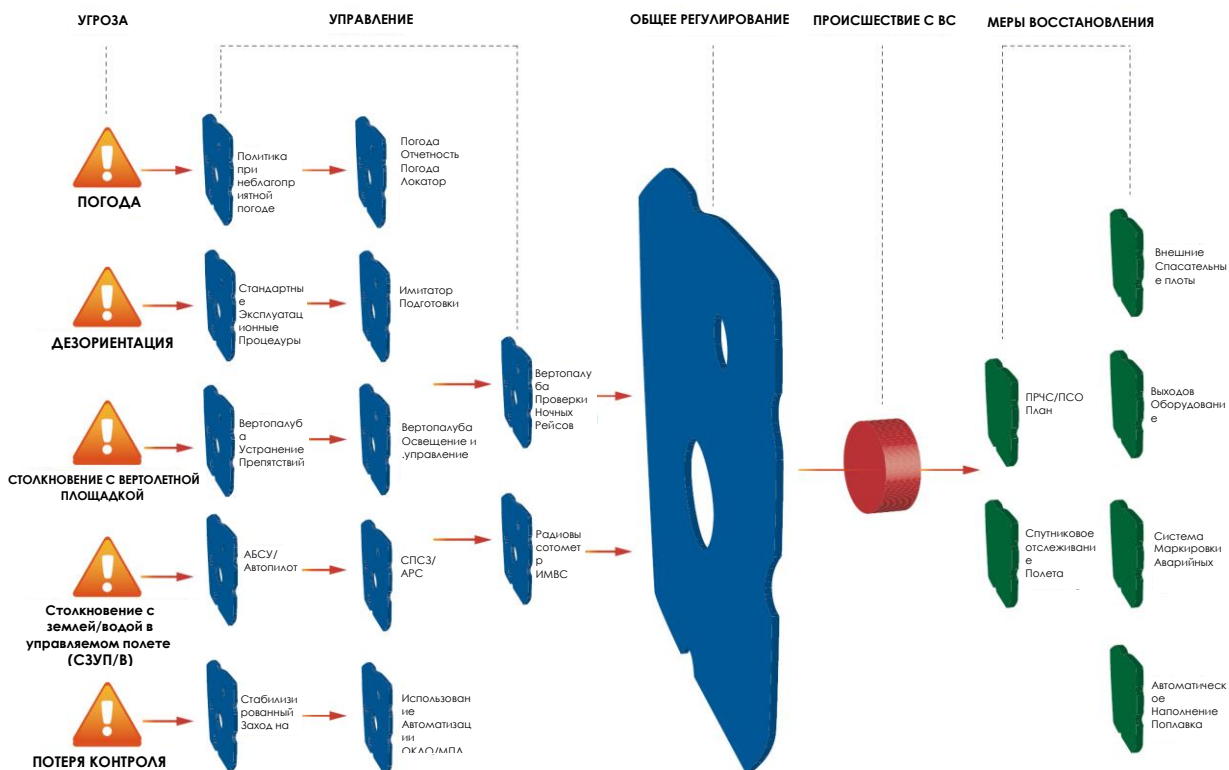 УГРОЗА
УПРАВЛЕНИЕ
ОБЩЕЕ РЕГУЛИРОВАНИЕ
ПРОИСШЕСТВИЕ С ВС
МЕРЫ ВОССТАНОВЛЕНИЯ
ПОГОДА
Политика
при
неблагопр
иятной
погоде
Погода
Отчетность
Погода
Локатор
ДЕЗОРИЕНТАЦИЯ
Стандартны
е
Эксплуатац
ионные
Процедуры
Имитатор
Подготовки
СТОЛКНОВЕНИЕ С ВЕРТОЛЕТНОЙ
ПЛОЩАДКОЙ
Вертопалуб
а
Устранение
Препятствий
Вертопалуба
Освещение и
.управление
Вертопалу
ба
Проверки
Ночных
Рейсов
Столкновение с
землей/водой в
управляемом полете
(СЗУП/В)
АБСУ/
Автопилот
СПСЗ/
АРС
Радиовы
сотомет
р
ИМВС
ПОТЕРЯ КОНТРОЛЯ
Стабилизи
рованный
Заход на
Использован
ие
Автоматизац
ии
ОКЛО/МПД
ПРЧС/ПСО
План
Спутниковое
отслеживани
е
Полета
Внешние
Спасательны
е плоты
Выходов
Оборудовани
е
Система
Маркировки
Аварийных
Автоматическ
ое
Наполнение
Поплавка